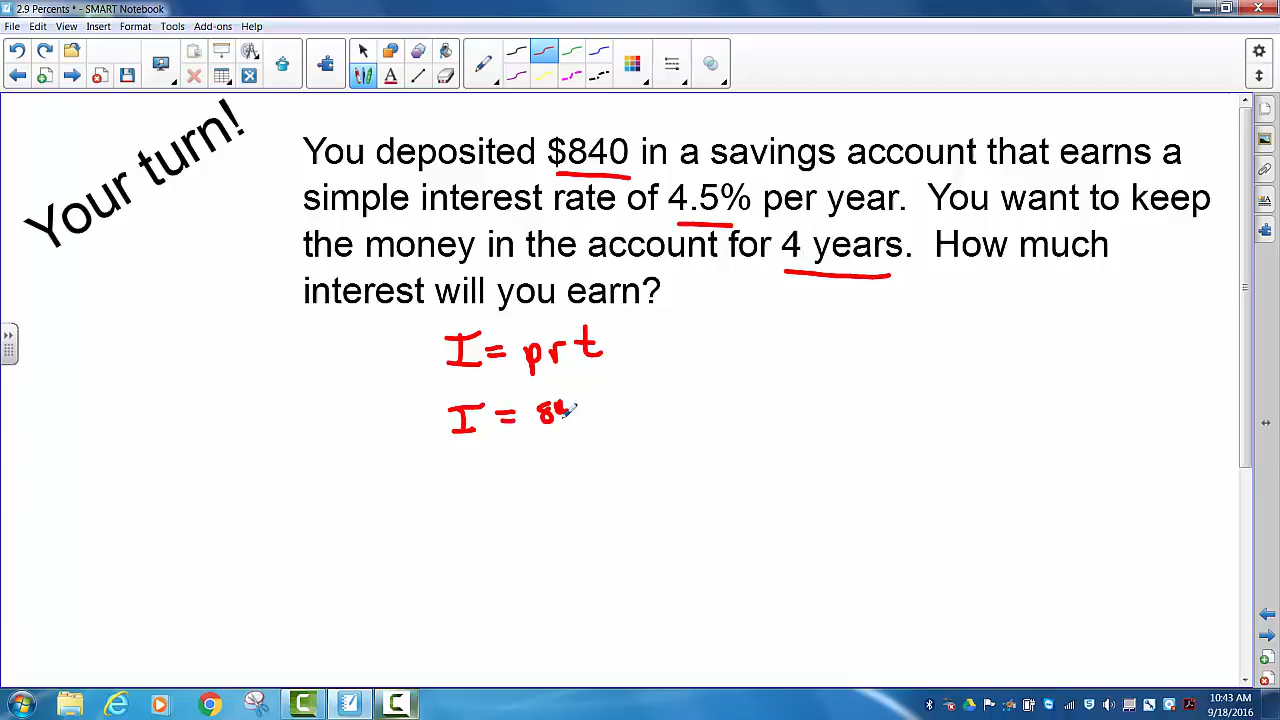 2.9 Percents * - SMART Notebook
File Edit View Insert Format Tools Add-ons Help
Your turn!
You deposited $840 in a savings account that earns a
simple interest rate of 4.5% per year. You want to keep
the money in the account for 4 years. How much
interest will you earn?
I = prt
I = 84
10:43 AM
9/18/2016